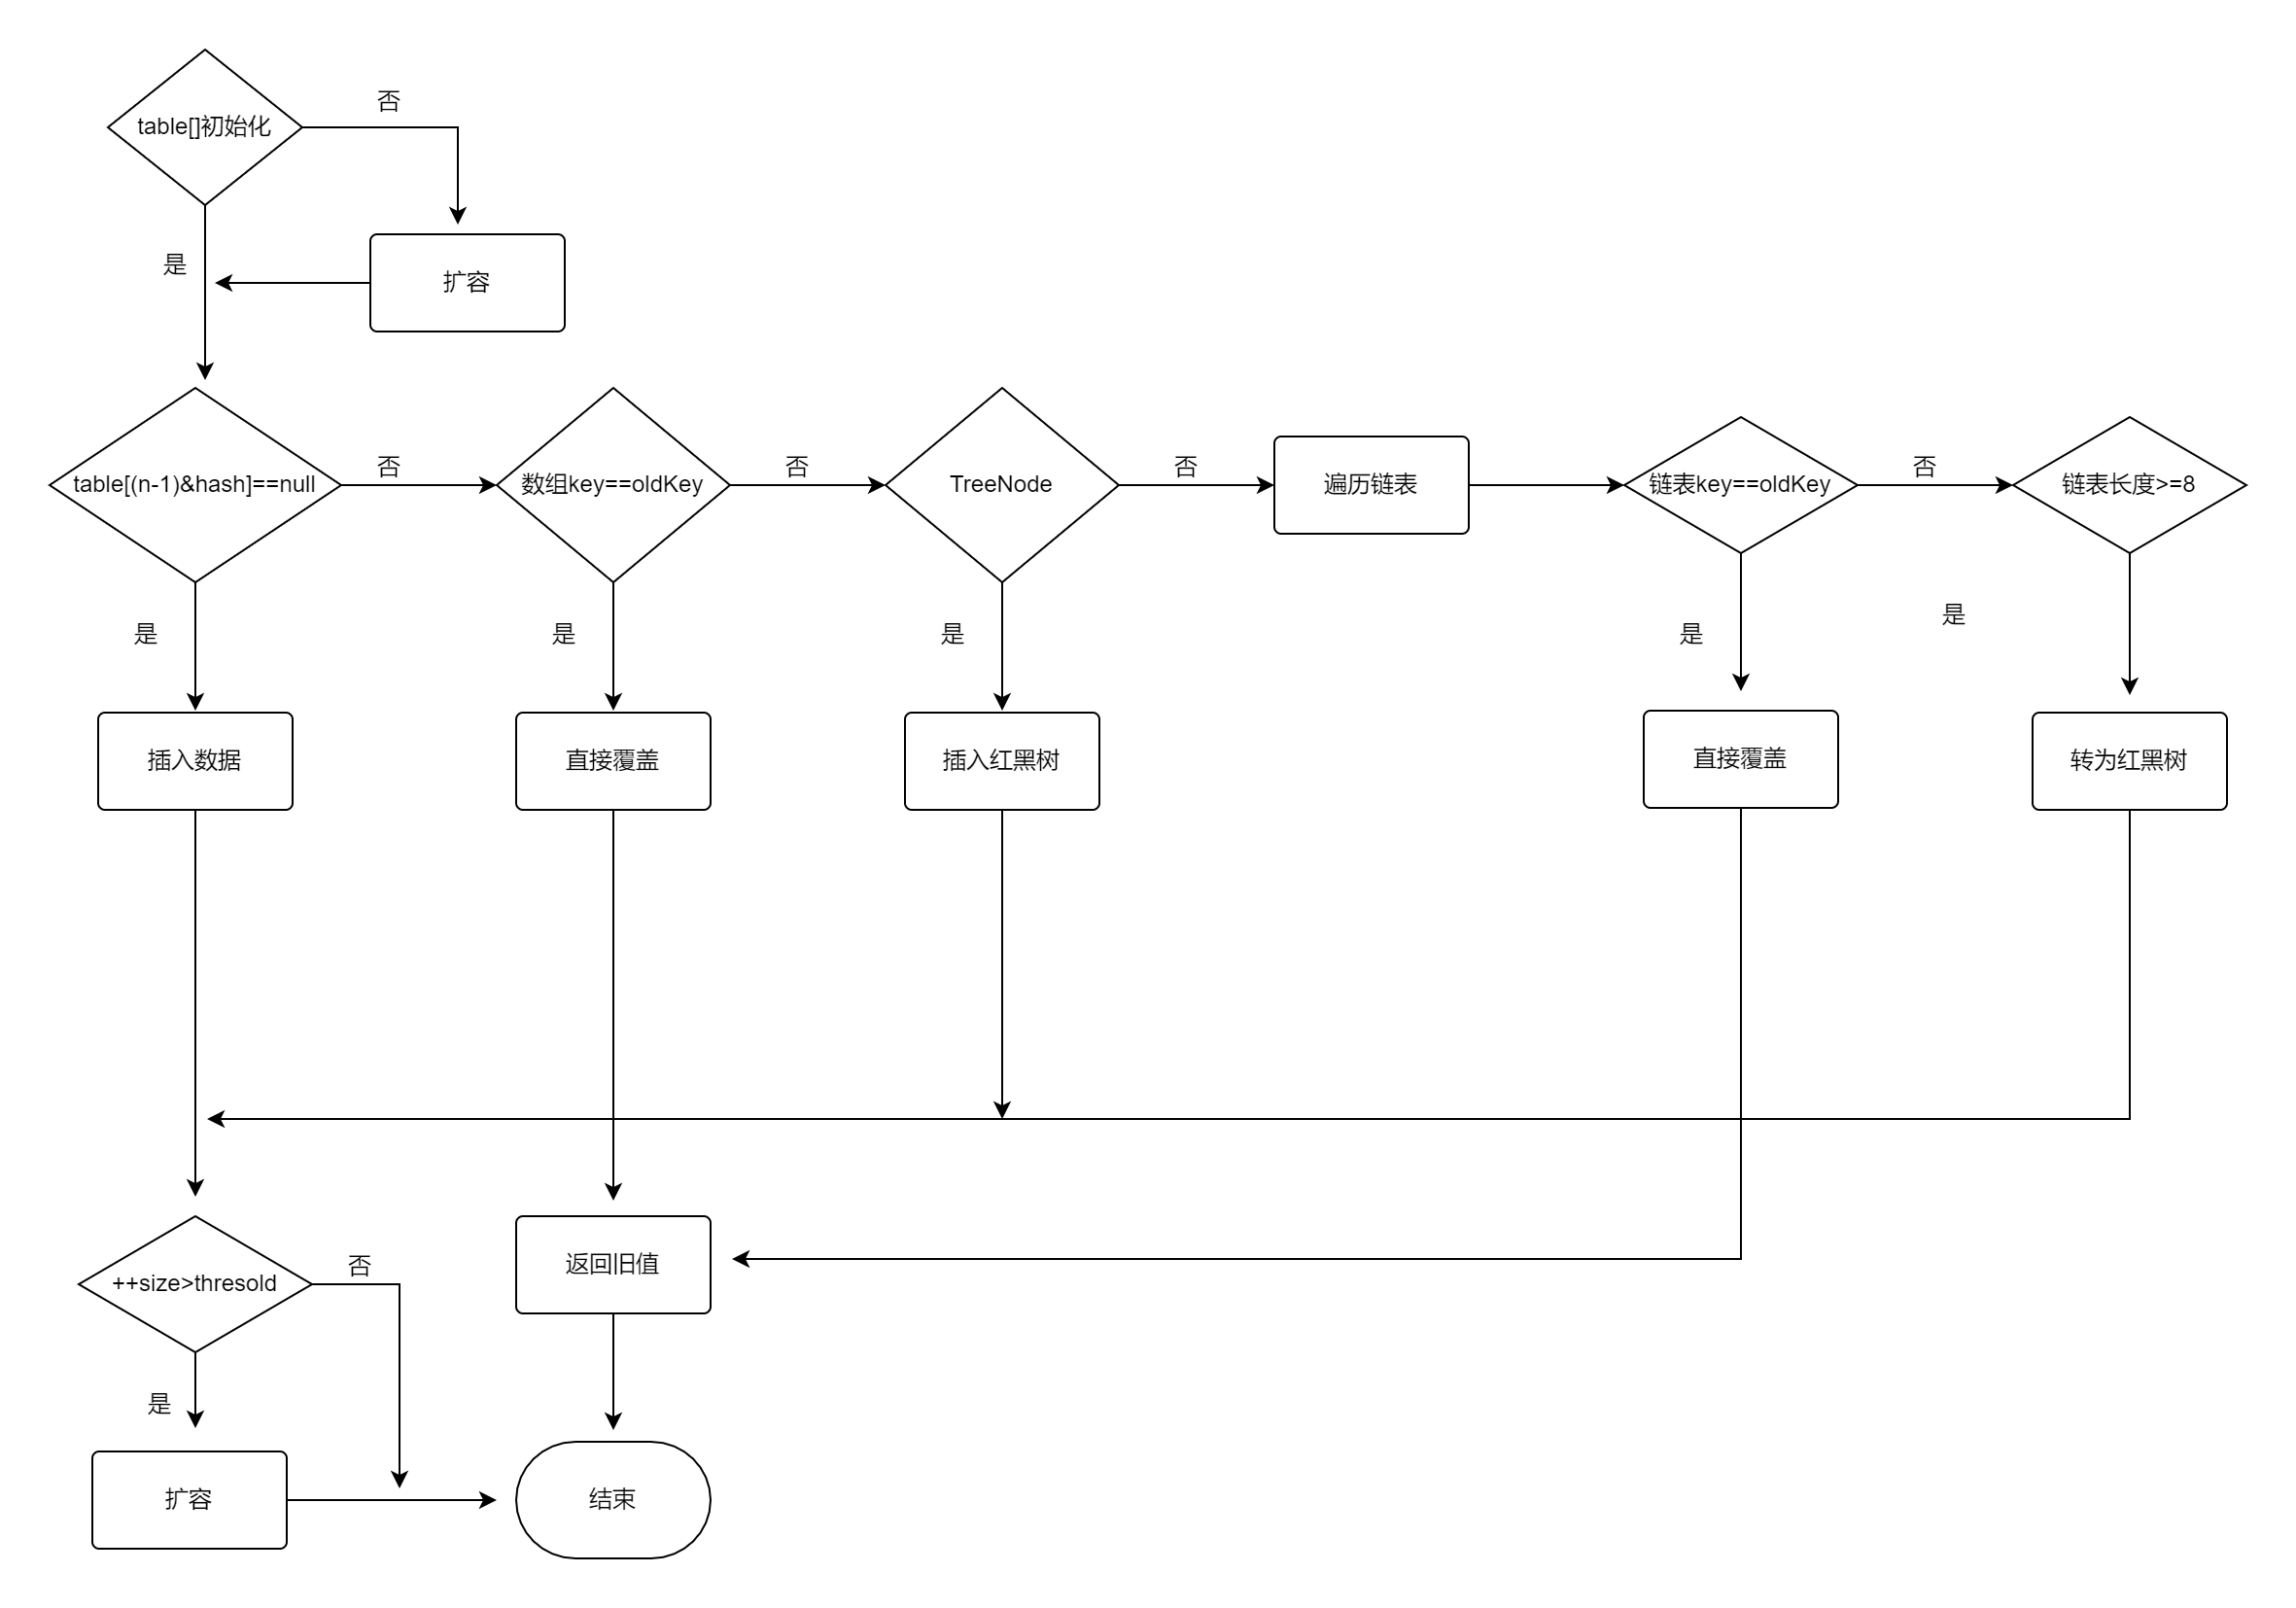 否
table[]初始化
是
扩容
table[(n-1)&hash]==null
否
数组key==oldKey
否
TreeNode
否
遍历链表
链表key==oldKey
否
链表长度>=8
是
是
是
是
是
插入数据
直接覆盖
插入红黑树
直接覆盖
转为红黑树
++size>thresold
否
返回旧值
是
扩容
结束